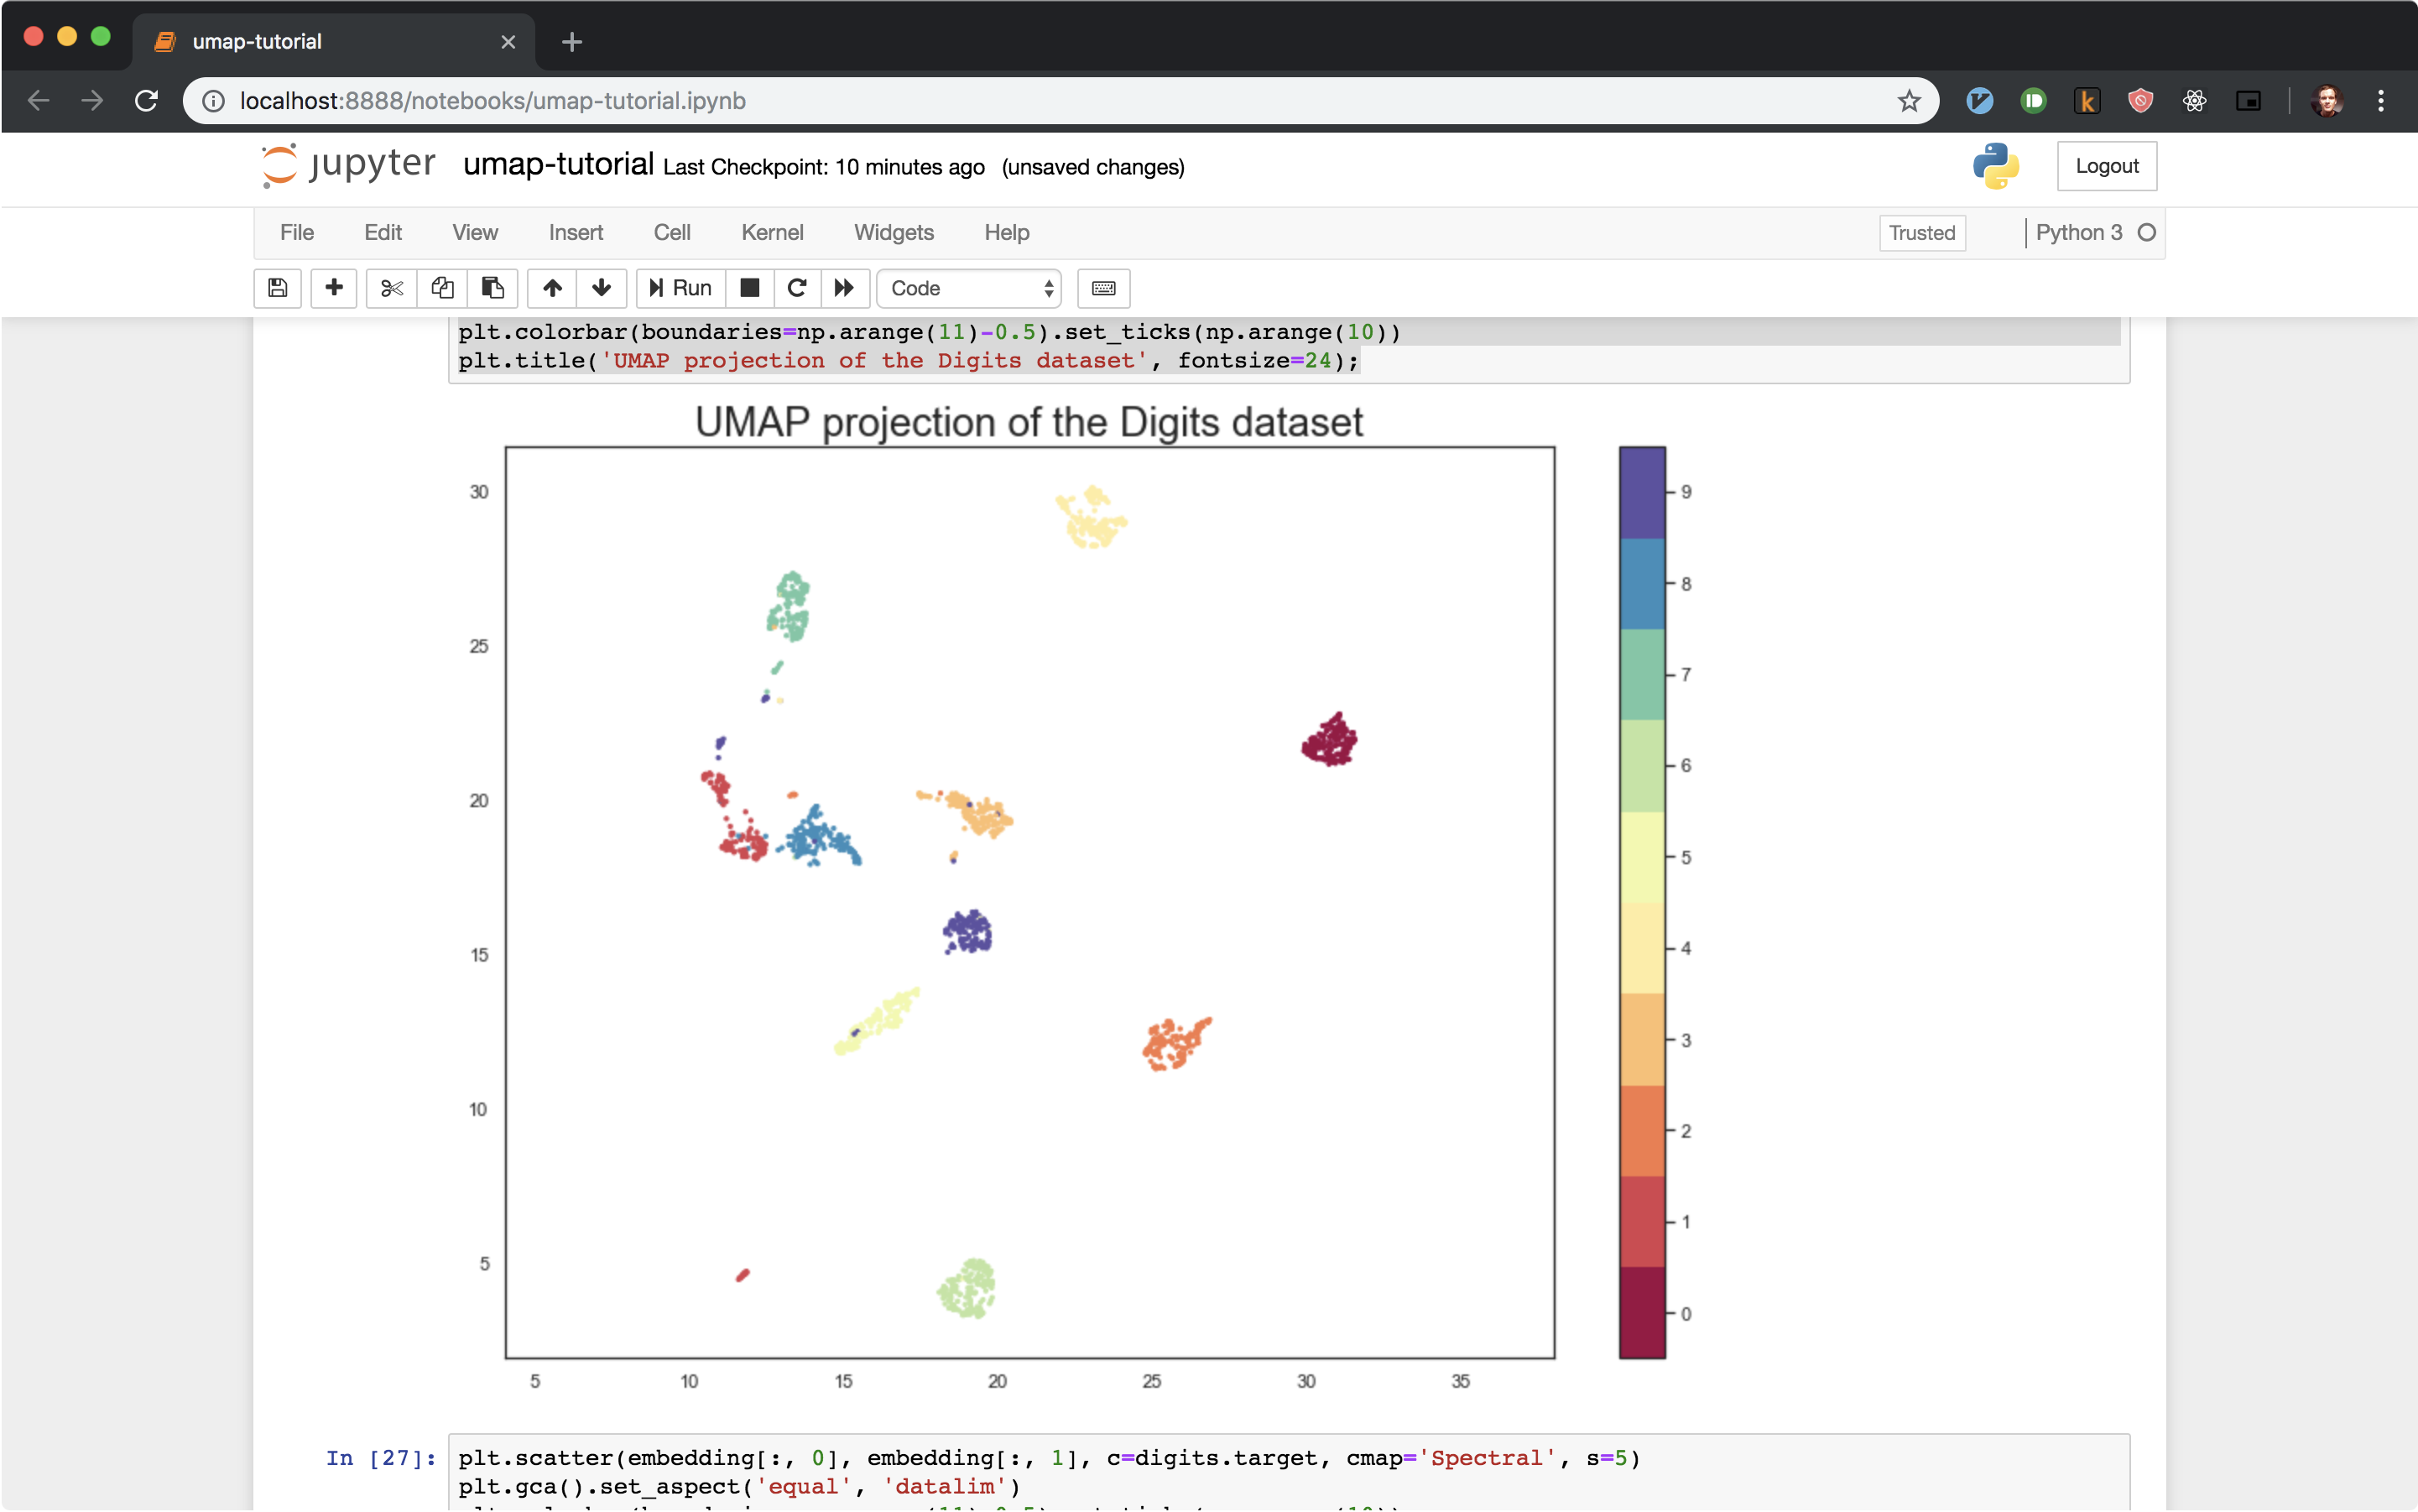 umap-tutorial
localhost:8888/notebooks/umap-tutorial.ipynb
jupyter umap-tutorial Last Checkpoint: 10 minutes ago (unsaved changes)
Logout
File Edit View Insert Cell Kernel Widgets Help
Trusted Python 3
Run Code
plt.colorbar(boundaries=np.arange(11)-0.5).set_ticks(np.arange(10))
plt.title('UMAP projection of the Digits dataset', fontsize=24);
UMAP projection of the Digits dataset
30
25
20
15
10
5
5 10 15 20 25 30 35
9
8
7
6
5
4
3
2
1
0
In [27]: plt.scatter(embedding[:, 0], embedding[:, 1], c=digits.target, cmap='Spectral', s=5)
plt.gca().set_aspect('equal', 'datalim')